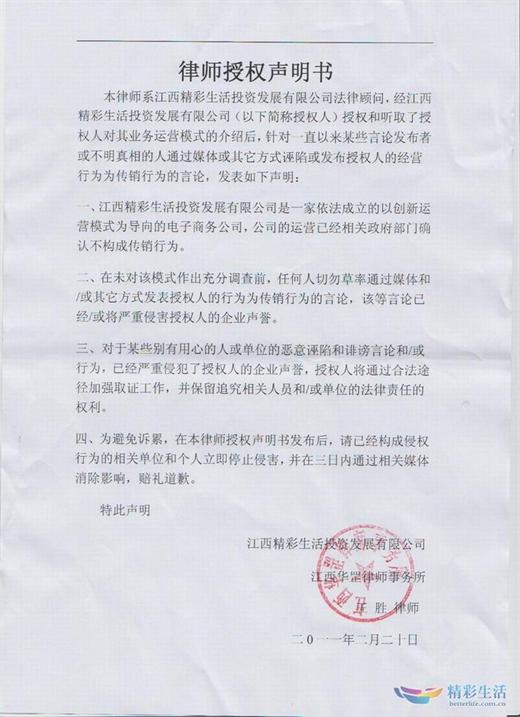 律师授权声明书
本律师系江西精彩生活投资发展有限公司法律顾问，经江西
精彩生活投资发展有限公司（以下简称授权人）授权和听取了授
权人对其业务运营模式的介绍后，针对一直以来某些言论发布者
或不明真相的人通过媒体或其它方式诬陷或发布授权人的经营
行为为传销行为的言论，发表如下声明：
一、江西精彩生活投资发展有限公司是一家依法成立的以创新运
营模式为导向的电子商务公司，公司的运营已经相关政府部门确
认不构成传销行为。
二、在未对该模式作出充分调查前，任何人切勿草率通过媒体和
/或其它方式发表授权人的行为为传销行为的言论，该等言论已
经/或将严重侵害授权人的企业声誉。
三、对于某些别有用心的人或单位的恶意诬陷和诽谤言论和/或
行为，已经严重侵犯了授权人的企业声誉，授权人将通过合法途
径加强取证工作，并保留追究相关人员和/或单位的法律责任的
权利。
四、为避免诉累，在本律师授权声明书发布后，请已经构成侵权
行为的相关单位和个人立即停止侵害，并在三日内通过相关媒体
消除影响，赔礼道歉。
特此声明
江西精彩生活投资发展有限公司
江西华罡律师事务所
王胜 律师
二0一一年二月二十日
江西华罡律师事务所
精彩生活
betterlife.com.cn